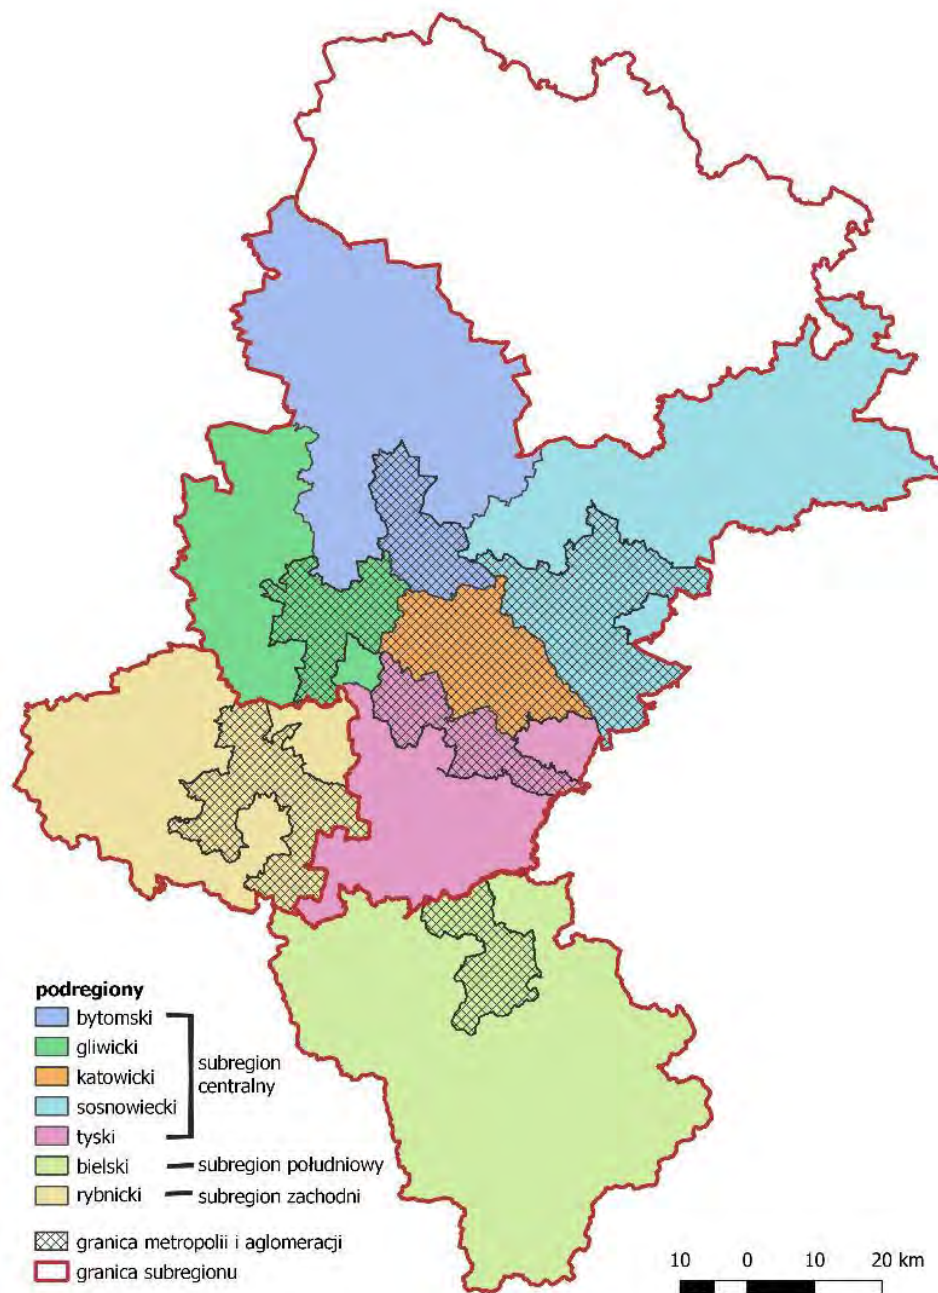 podregiony
bytomski
gliwicki
katowicki
sosnowiecki
tyski
subregion
centralny
bielski
subregion południowy
rybnicki
subregion zachodni
granica metropolii i aglomeracji
granica subregionu
10 0 10 20 km